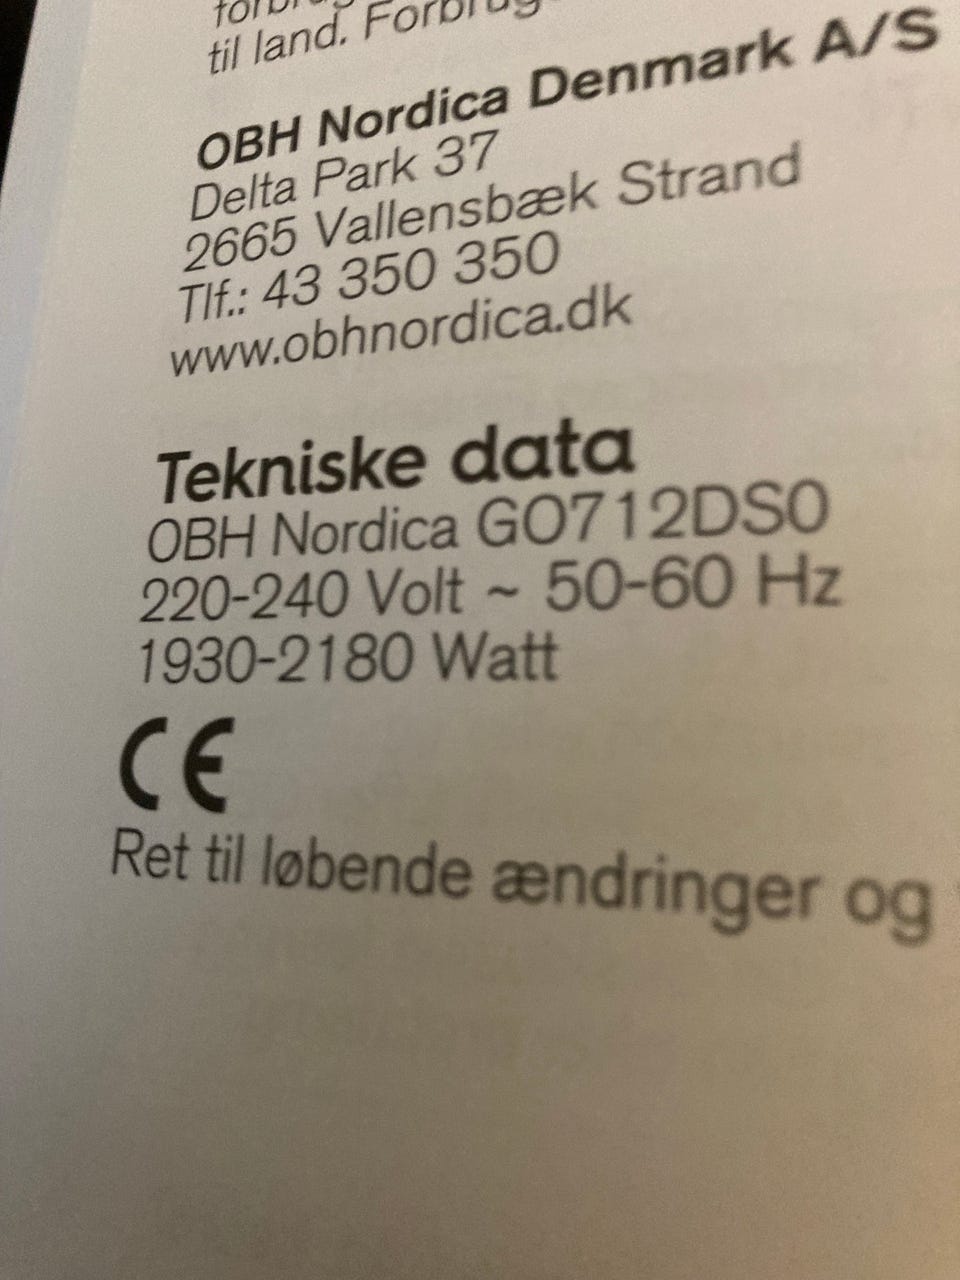 til land.
OBH Nordica Denmark A/S
Delta Park 37
2665 Vallensbæk Strand
Tlf.: 43 350 350
www.obhnordica.dk
Tekniske data
OBH Nordica GO712DS0
220-240 Volt ~ 50-60 Hz
1930-2180 Watt
CE
Ret til løbende ændringer og